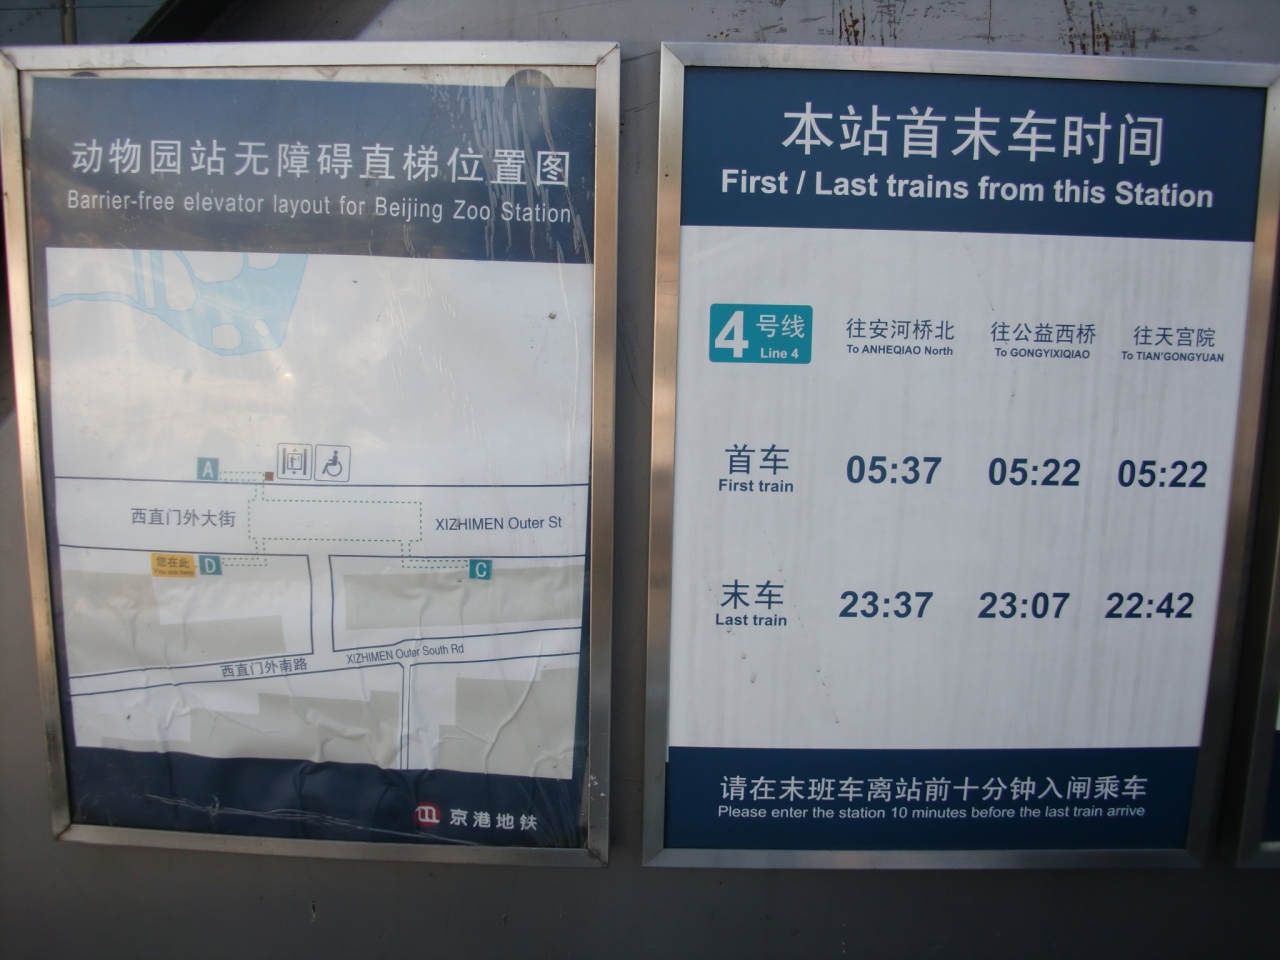 动物园站无障碍直梯位置图
Barrier-free elevator layout for Beijing Zoo Station
A
西直门外大街
XIZHIMEN Outer St
您在此
You are here
D
C
西直门外南路
XIZHIMEN Outer South Rd
京港地铁
本站首末车时间
First / Last trains from this Station
4 号线
Line 4
往安河桥北
To ANHEQIAO North
往公益西桥
To GONGYIXIQIAO
往天宫院
To TIAN'GONGYUAN
首车
First train
05:37 05:22 05:22
末车
Last train
23:37 23:07 22:42
请在末班车离站前十分钟入闸乘车
Please enter the station 10 minutes before the last train arrive